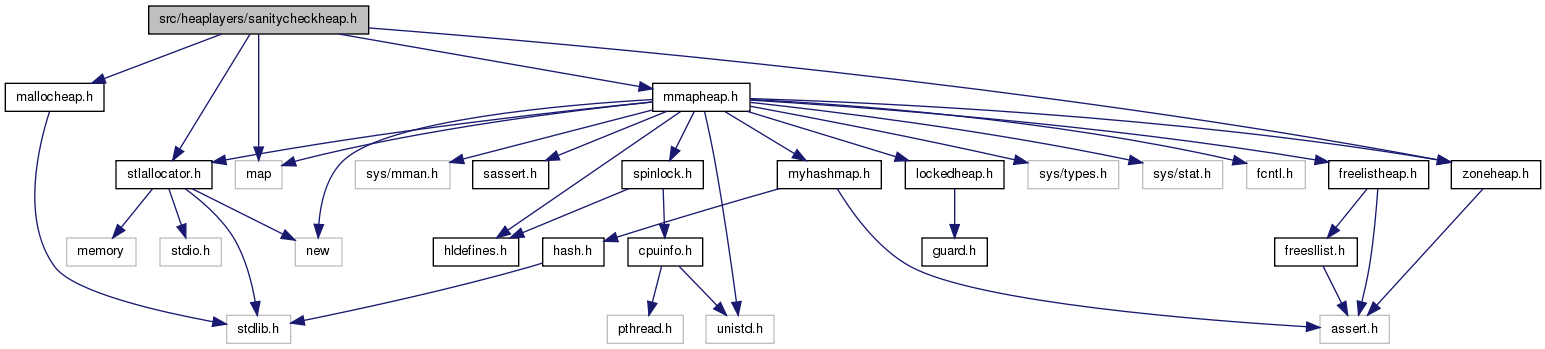 src/heaplayers/sanitycheckheap.h
mallocheap.h
mmapheap.h
stlallocator.h
map
sys/mman.h
sassert.h
spinlock.h
myhashmap.h
lockedheap.h
sys/types.h
sys/stat.h
fcntl.h
freelistheap.h
zoneheap.h
memory
stdio.h
new
hldefines.h
hash.h
cpuinfo.h
guard.h
freesllist.h
stdlib.h
pthread.h
unistd.h
assert.h